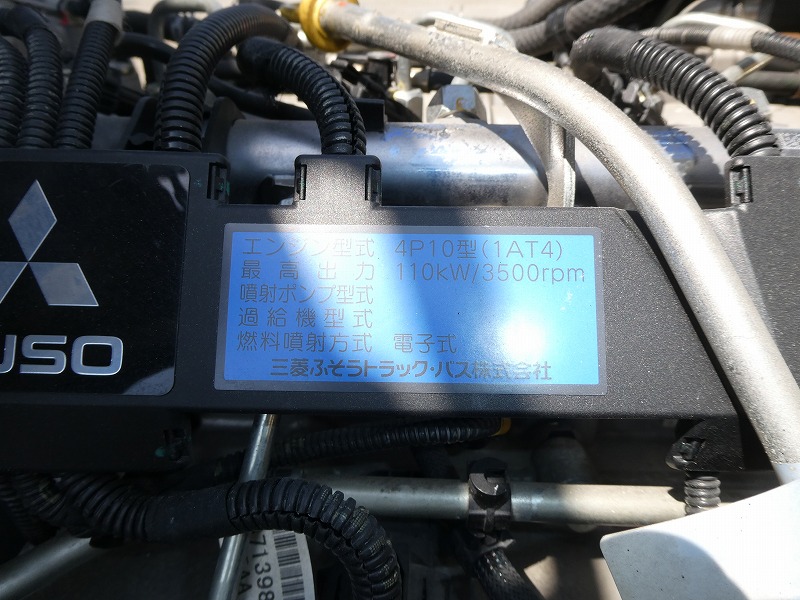 エンジン型式 4P10型(1AT4)
最高出力 110kW/3500rpm
噴射ポンプ型式
過給機型式
燃料噴射方式 電子式
三菱ふそうトラック・バス株式会社
USO
71398